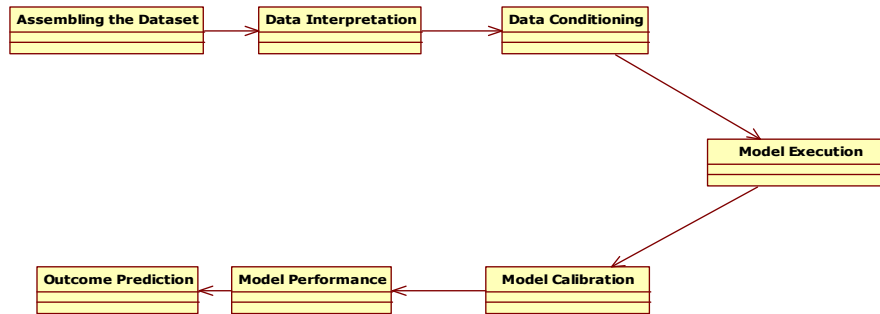 Assembling the Dataset
Data Interpretation
Data Conditioning
Model Execution
Model Calibration
Model Performance
Outcome Prediction